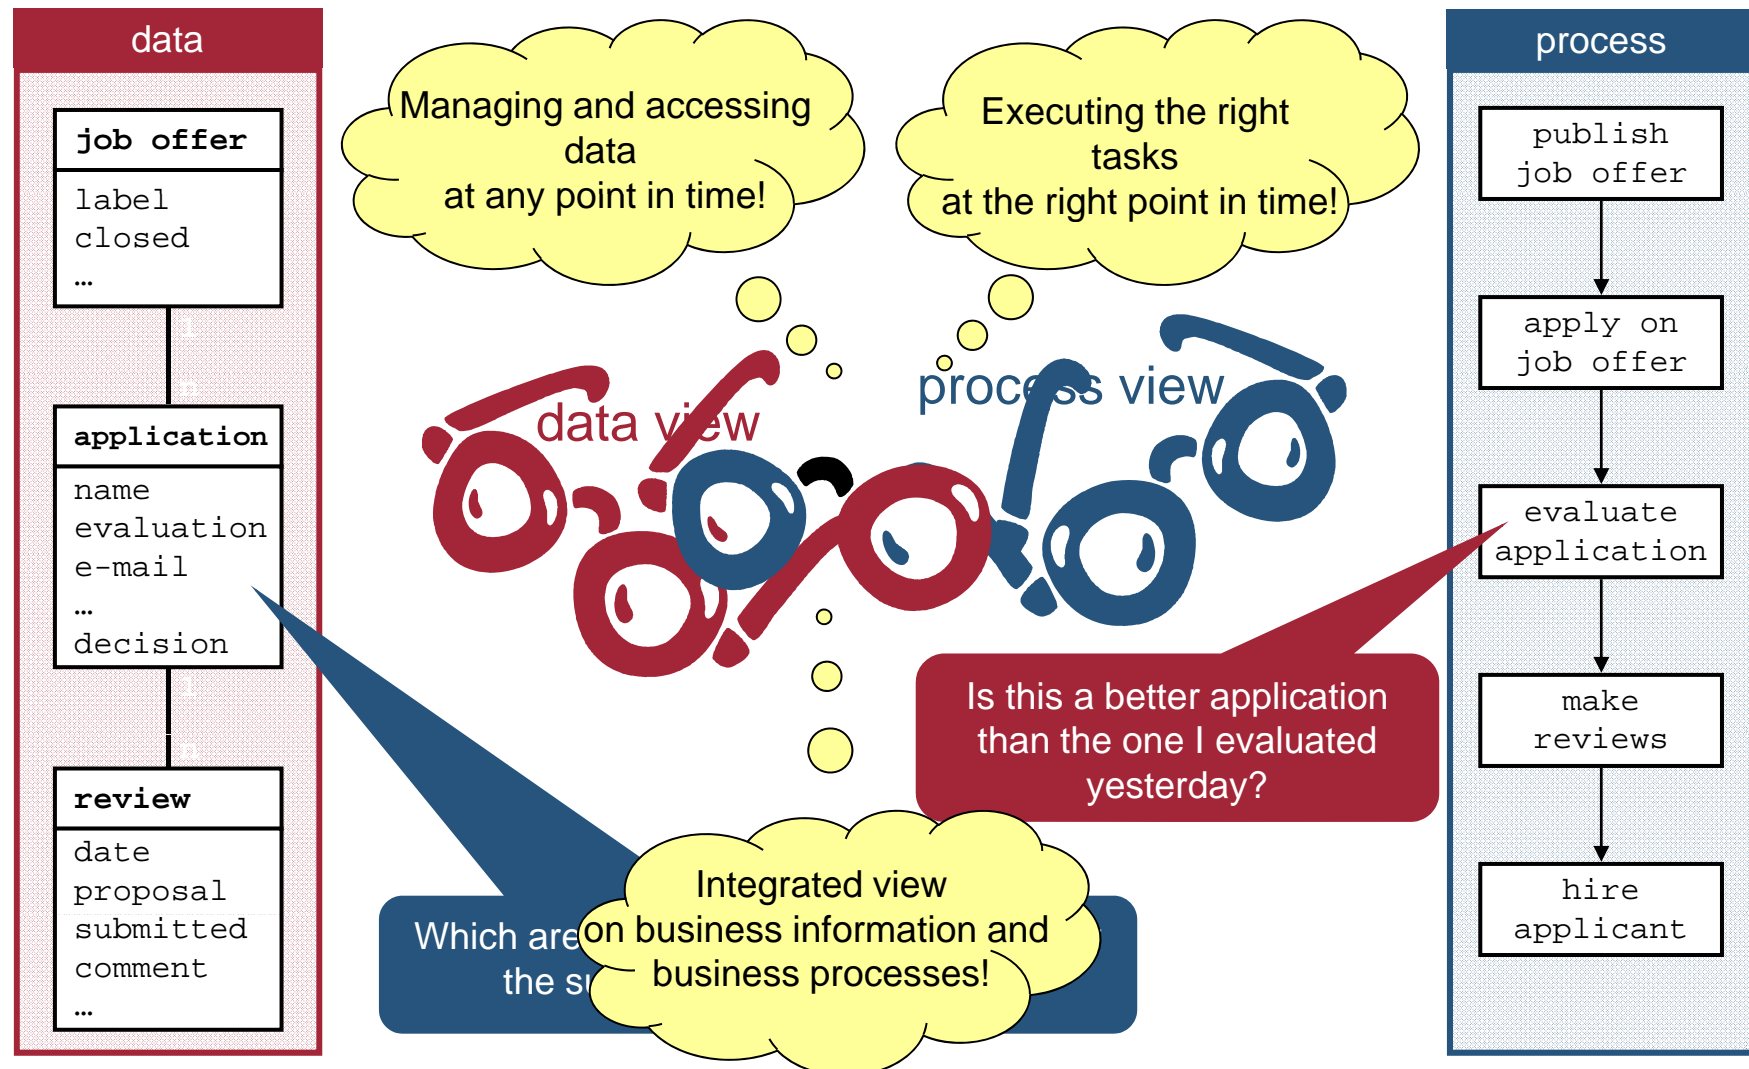 data
job offer
label
closed
…
1
n
application
name
evaluation
e-mail
…
decision
1
n
review
date
proposal
submitted
comment
…
Managing and accessing
data
at any point in time!
Executing the right
tasks
at the right point in time!
data view
process view
Is this a better application
than the one I evaluated
yesterday?
Which are
the
Integrated view
on business information and
business processes!
process
publish
job offer
apply on
job offer
evaluate
application
make
reviews
hire
applicant